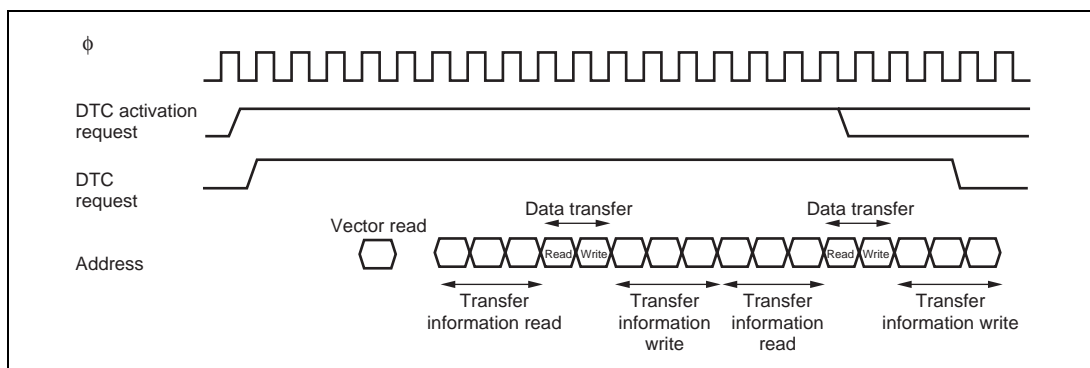 ϕ
DTC activation
request
DTC
request
Data transfer
Data transfer
Vector read
Address
Read
Write
Read
Write
Transfer
information read
Transfer
information
write
Transfer
information
read
Transfer
information write